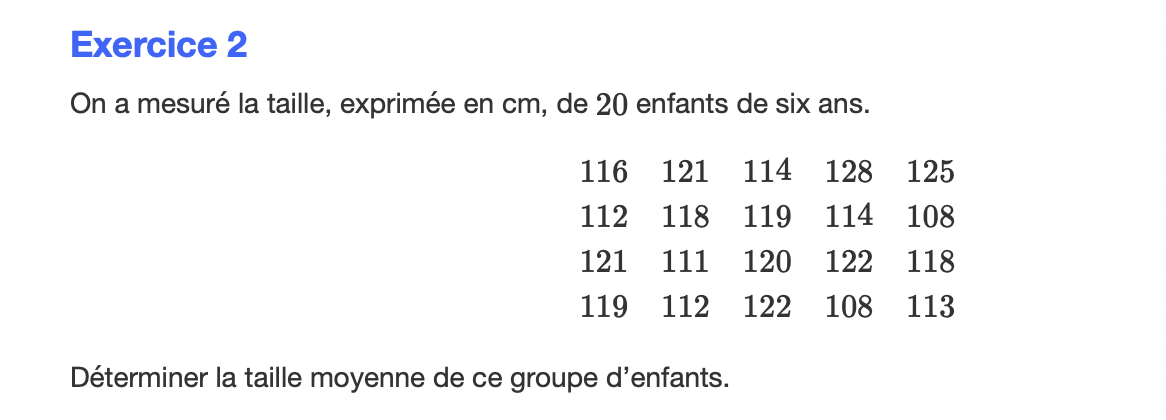 Exercice 2
On a mesuré la taille, exprimée en cm, de 20 enfants de six ans.
116 121 114 128 125
112 118 119 114 108
121 111 120 122 118
119 112 122 108 113
Déterminer la taille moyenne de ce groupe d’enfants.